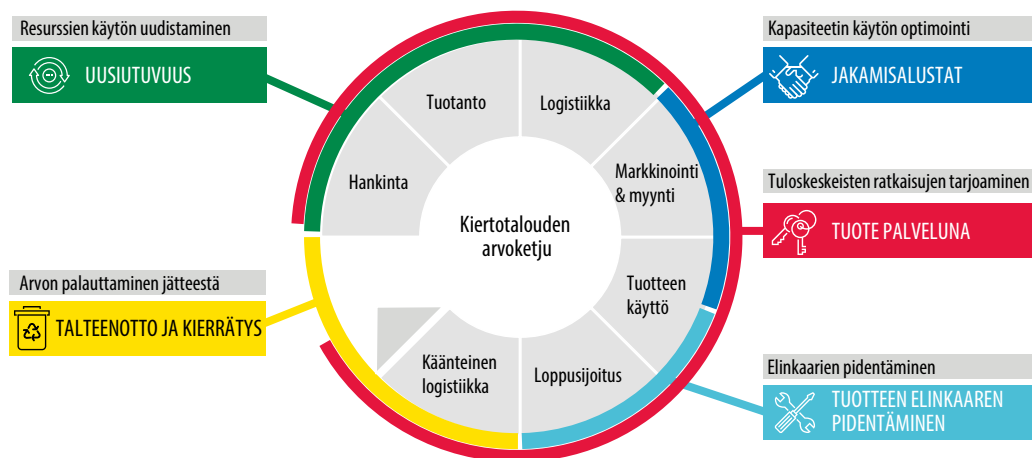 Resurssien käytön uudistaminen
UUSIUTUVUUS
Arvon palauttaminen jätteestä
TALTEENOTTO JA KIERRÄTYS
Hankinta
Tuotanto
Logistiikka
Markkinointi
& myynti
Tuotteen
käyttö
Loppusijoitus
Käänteinen
logistiikka
Kiertotalouden
arvoketju
Kapasiteetin käytön optimointi
JAKAMISALUSTAT
Tuloskeskeisten ratkaisujen tarjoaminen
TUOTE PALVELUNA
Elinkaarien pidentäminen
TUOTTEEN ELINKAAREN
PIDENTÄMINEN